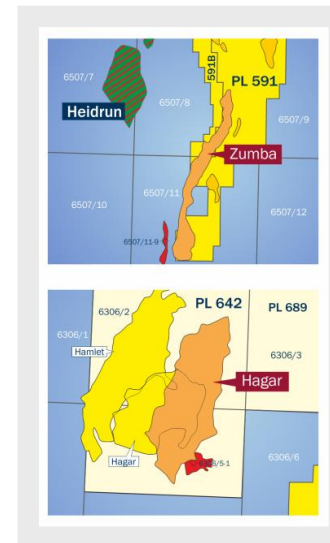 6507/7
591B
PL 591
Heidrun
6507/8
6507/9
Zumba
6507/11
6507/10
6507/12
6507/11-9
6306/2
PL 642
PL 689
6306/1
Hamlet
6306/3
Hagar
Hagar
6306/6